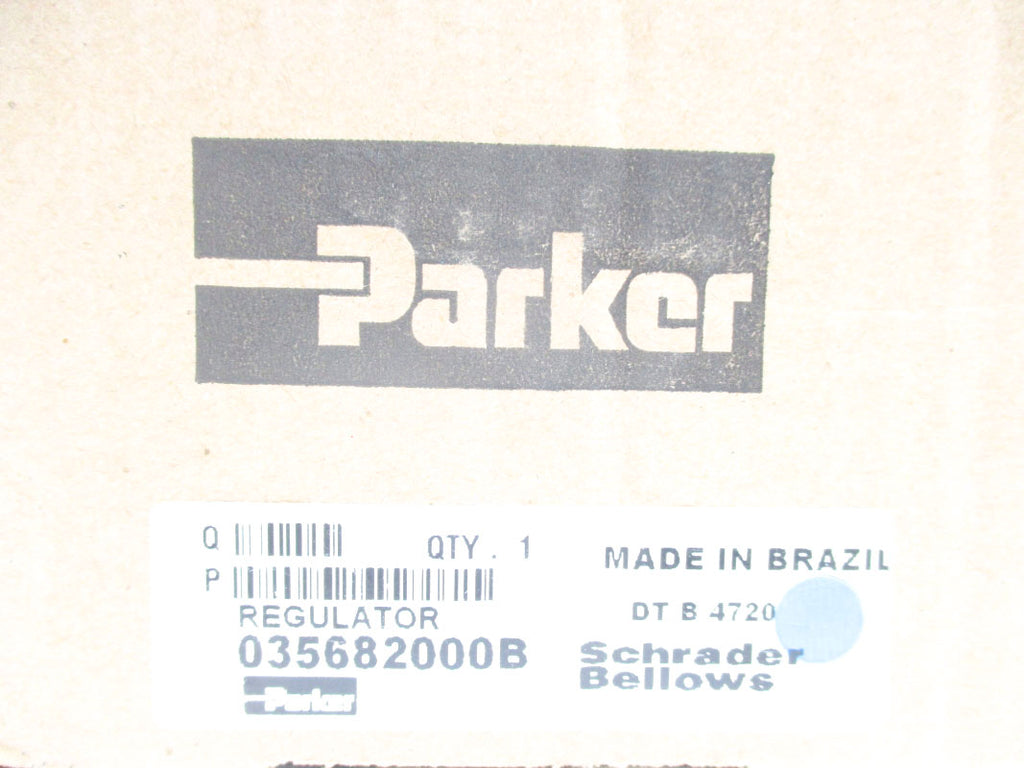 Parker
Q QTY. 1
P
REGULATOR
035682000B
Parker
MADE IN BRAZIL
DT B 4720
Schrader
Bellows